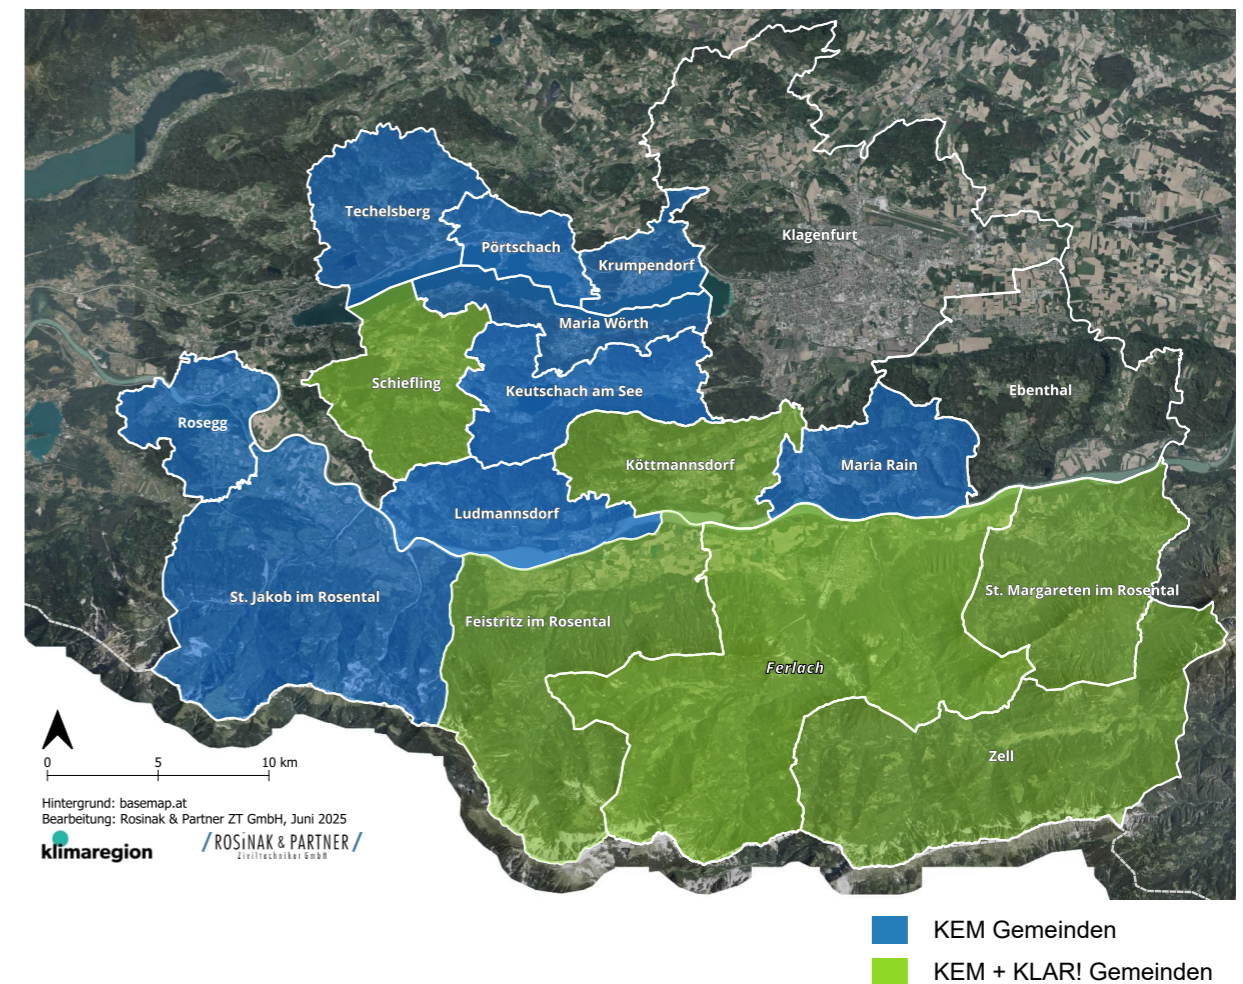 Techelsberg
Pörtschach
Klagenfurt
Krumpendorf
Maria Wörth
Schiefling
Keutschach am See
Ebenthal
Rosegg
Köttmannsdorf
Maria Rain
Ludmannsdorf
St. Jakob im Rosental
St. Margareten im Rosental
Feistritz im Rosental
Ferlach
Zell
0 5 10 km
Hintergrund: basemap.at
Bearbeitung: Rosinak & Partner ZT GmbH, Juni 2025
klimaregion
/ROSiNAK & PARTNER/
Ziviltechniker GmbH
KEM Gemeinden
KEM + KLAR! Gemeinden